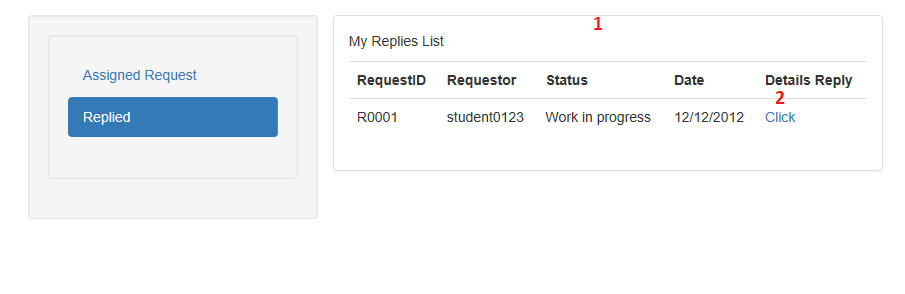 Assigned Request
Replied
1
My Replies List
RequestID Requestor Status Date Details Reply
2
R0001 student0123 Work in progress 12/12/2012 Click